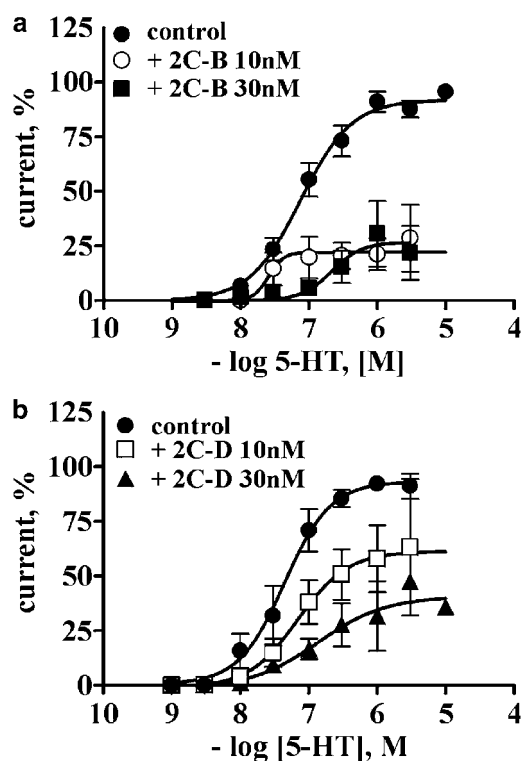 a
control
+ 2C-B 10nM
+ 2C-B 30nM
125
100
75
50
25
0
current, %
10 9 8 7 6 5 4
- log 5-HT, [M]
b
control
+ 2C-D 10nM
+ 2C-D 30nM
125
100
75
50
25
0
current, %
10 9 8 7 6 5 4
- log [5-HT], M